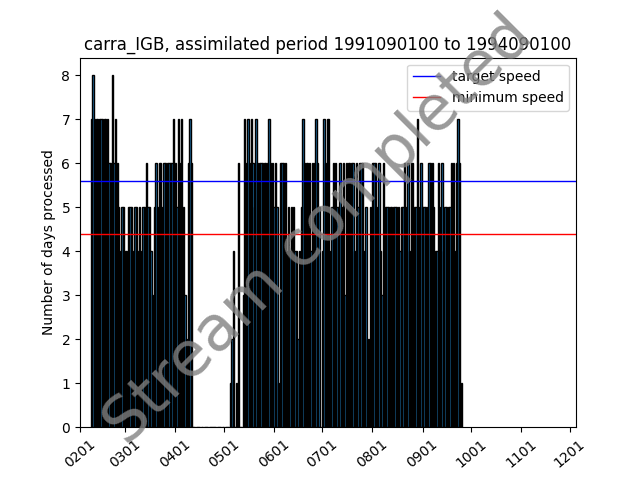 carra_IGB, assimilated period 1991090100 to 1994090100
target speed
minimum speed
Number of days processed
8
7
6
5
4
3
2
1
0
0201 0301 0401 0501 0601 0701 0801 0901 1001 1101 1201
Stream completed